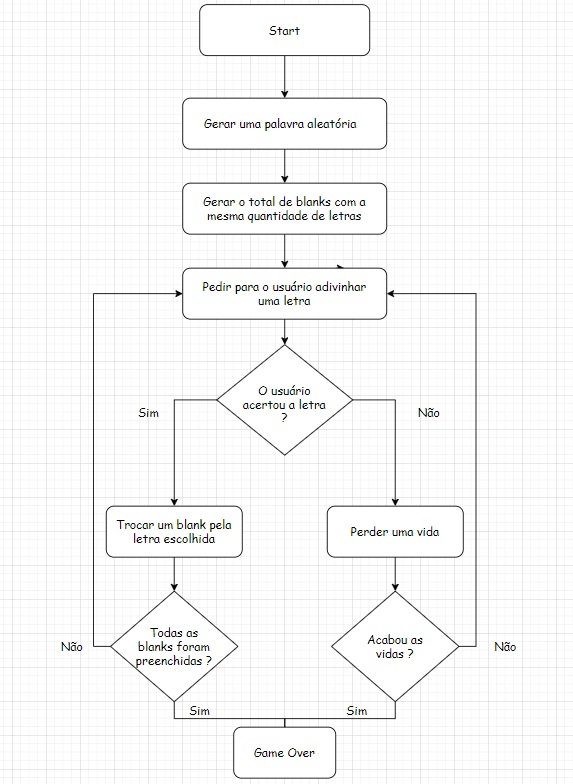 Start
Gerar uma palavra aleatória
Gerar o total de blanks com a
mesma quantidade de letras
Pedir para o usuário adivinhar
uma letra
O usuário
acertou a letra
?
Sim
Não
Trocar um blank pela
letra escolhida
Perder uma vida
Todas as
blanks foram
preenchidas ?
Acabou as
vidas ?
Não
Não
Sim
Sim
Game Over